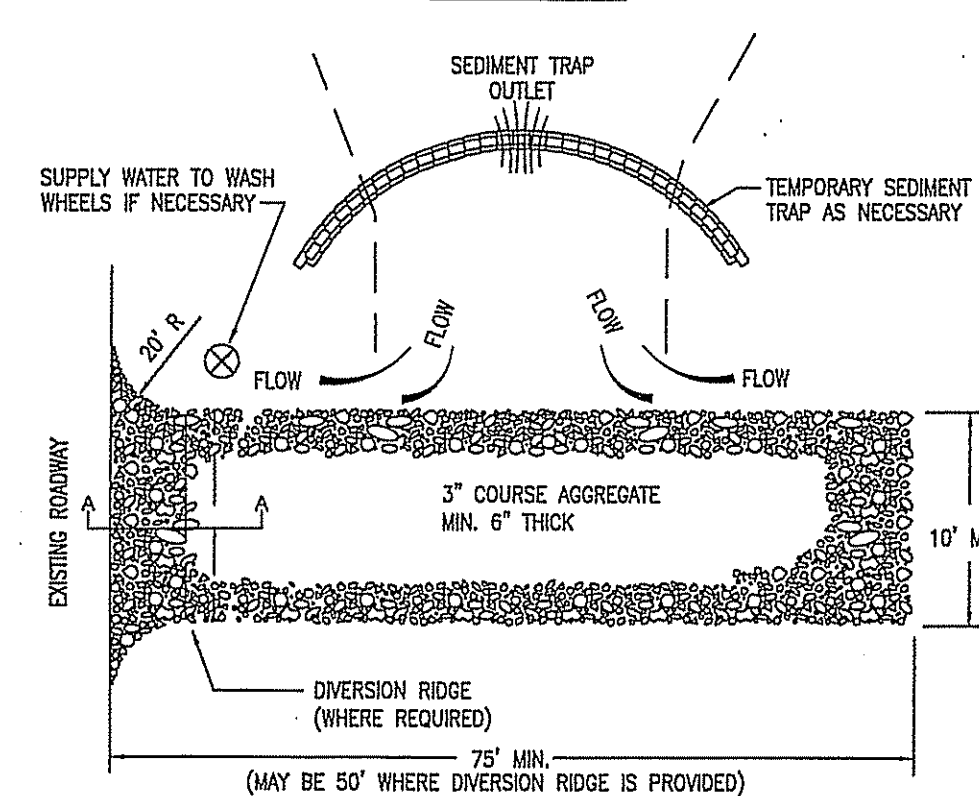 SEDIMENT TRAP
OUTLET
SUPPLY WATER TO WASH
WHEELS IF NECESSARY
TEMPORARY SEDIMENT
TRAP AS NECESSARY
20' R
FLOW
FLOW
FLOW
FLOW
EXISTING ROADWAY
A
A
3" COURSE AGGREGATE
MIN. 6" THICK
10' M
DIVERSION RIDGE
(WHERE REQUIRED)
75' MIN.
(MAY BE 50' WHERE DIVERSION RIDGE IS PROVIDED)